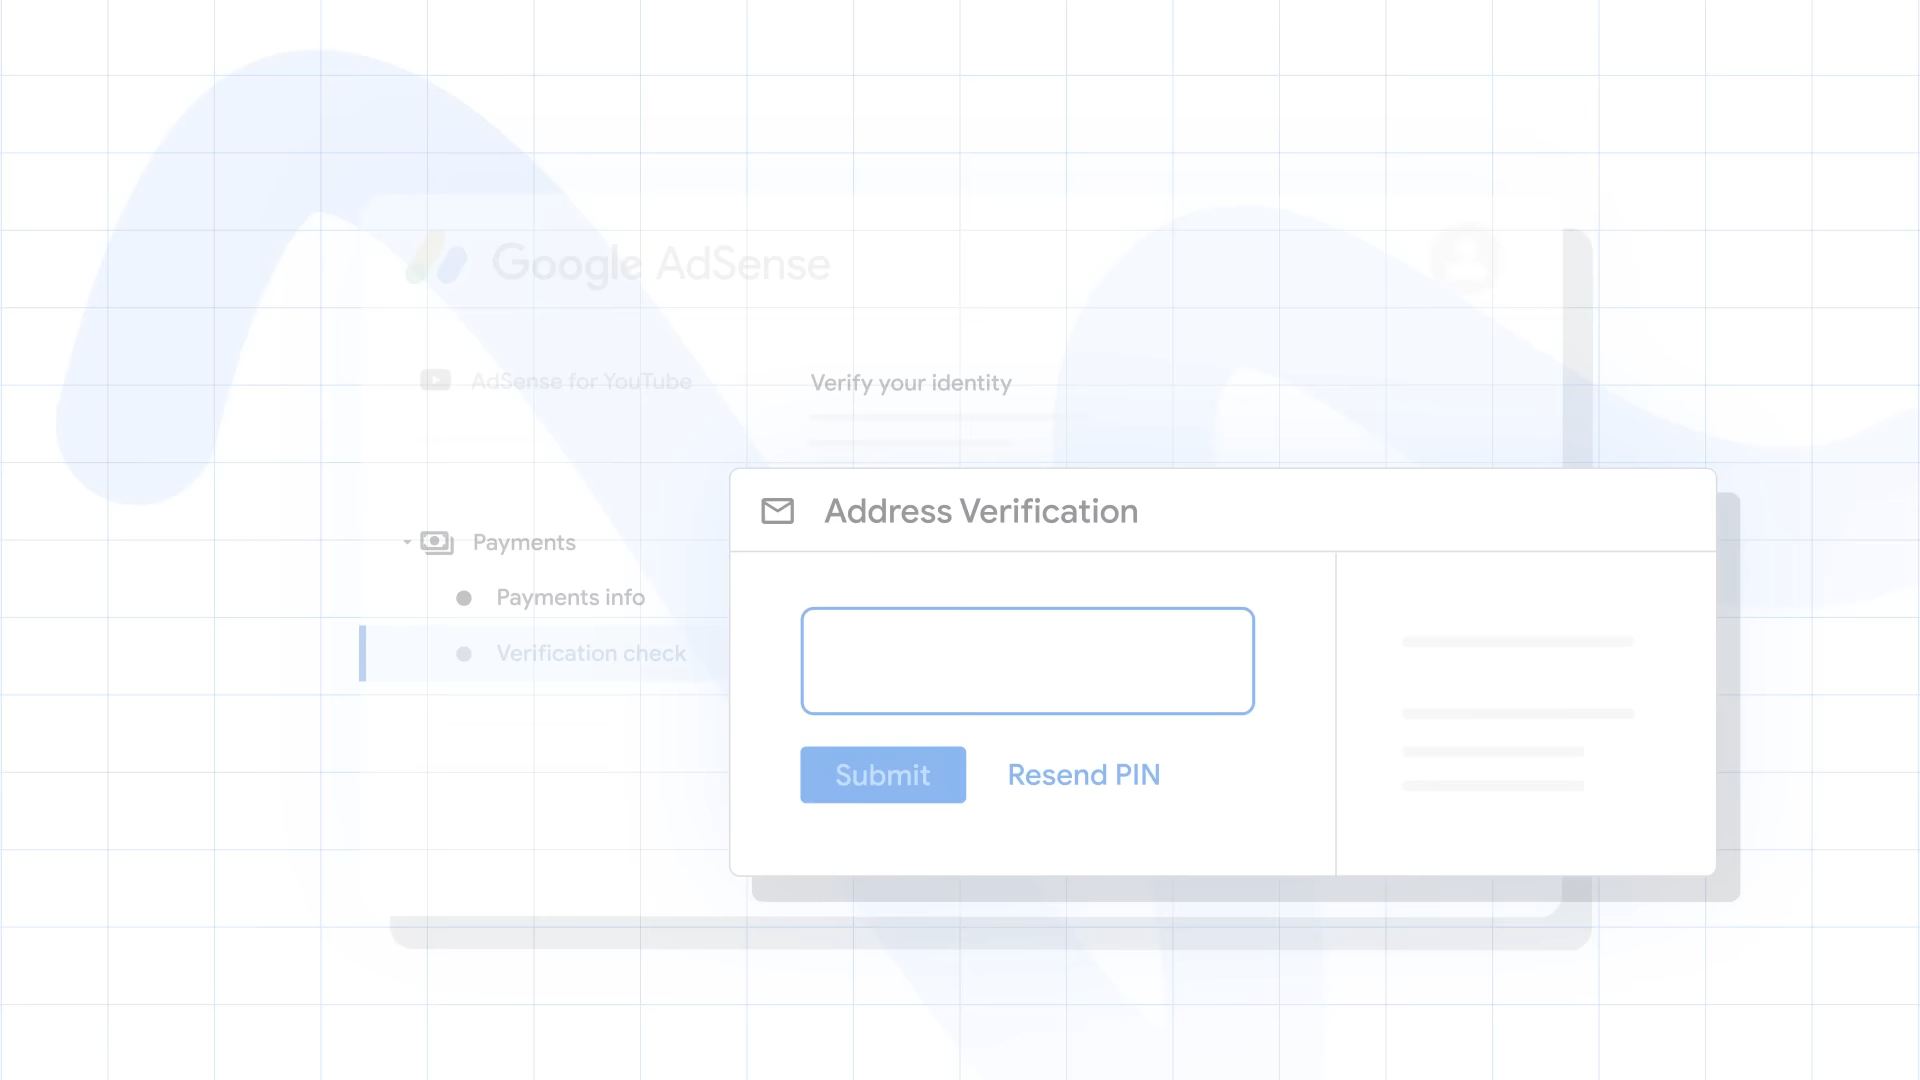 Google AdSense
AdSense for YouTube
Verify your identity
Payments
Payments info
Verification check
Address Verification
Submit
Resend PIN